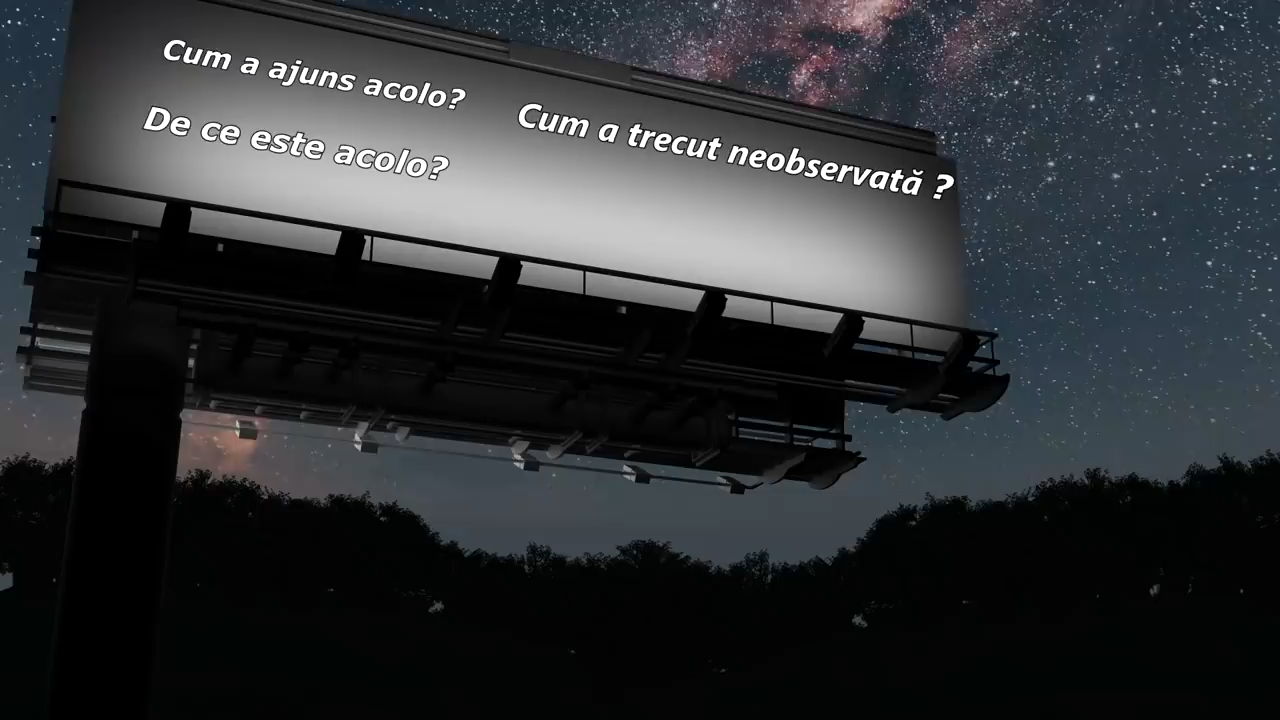 Cum a ajuns acolo?
De ce este acolo?
Cum a trecut neobservată ?